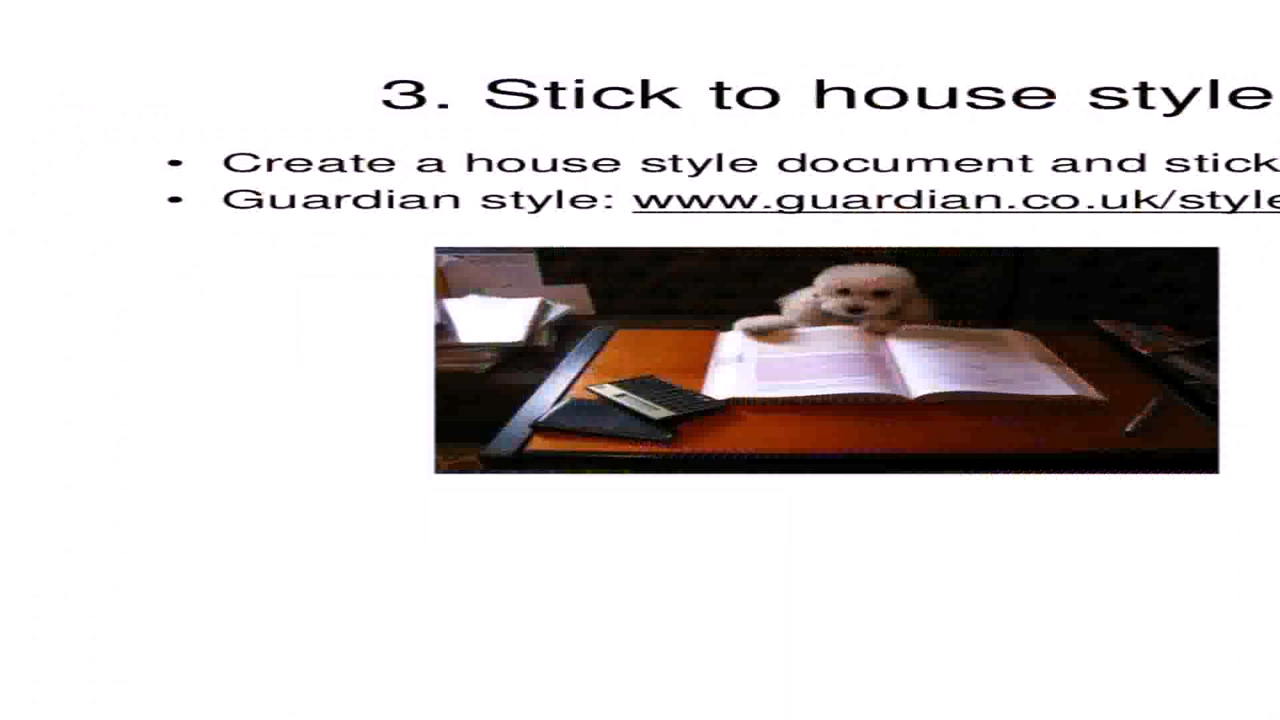 3. Stick to house style
• Create a house style document and stick
• Guardian style: www.guardian.co.uk/style